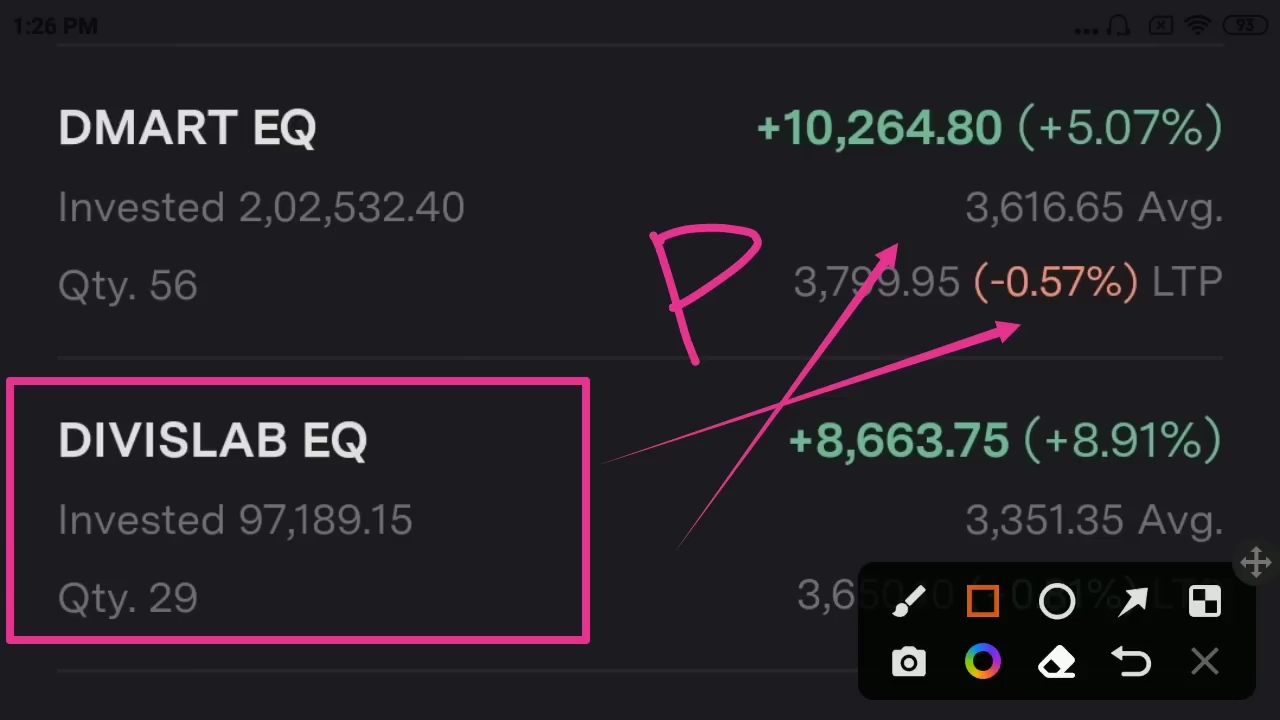 1:26 PM
93
DMART EQ
+10,264.80 (+5.07%)
Invested 2,02,532.40
3,616.65 Avg.
P
Qty. 56
3,799.95 (-0.57%) LTP
DIVISLAB EQ
+8,663.75 (+8.91%)
Invested 97,189.15
3,351.35 Avg.
Qty. 29